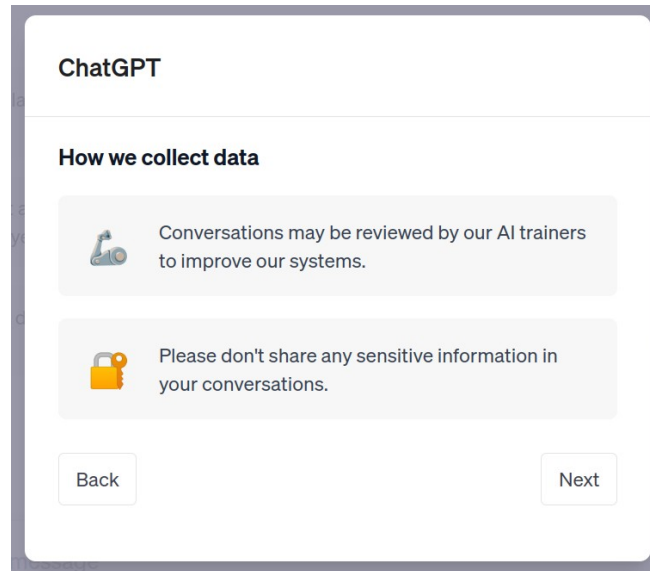 ChatGPT
How we collect data
Conversations may be reviewed by our AI trainers
to improve our systems.
Please don't share any sensitive information in
your conversations.
Back
Next
message